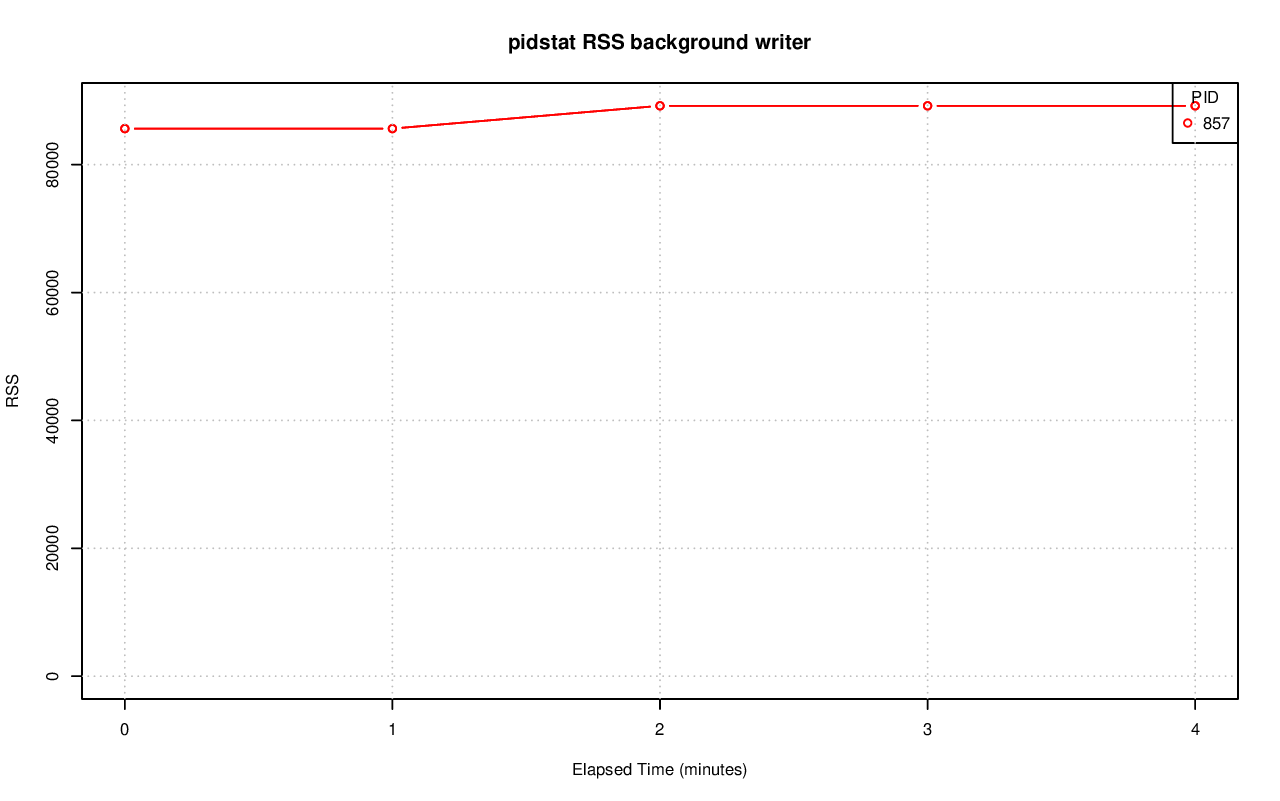 pidstat RSS background writer
PID
857
RSS
80000
60000
40000
20000
0
0 1 2 3 4
Elapsed Time (minutes)